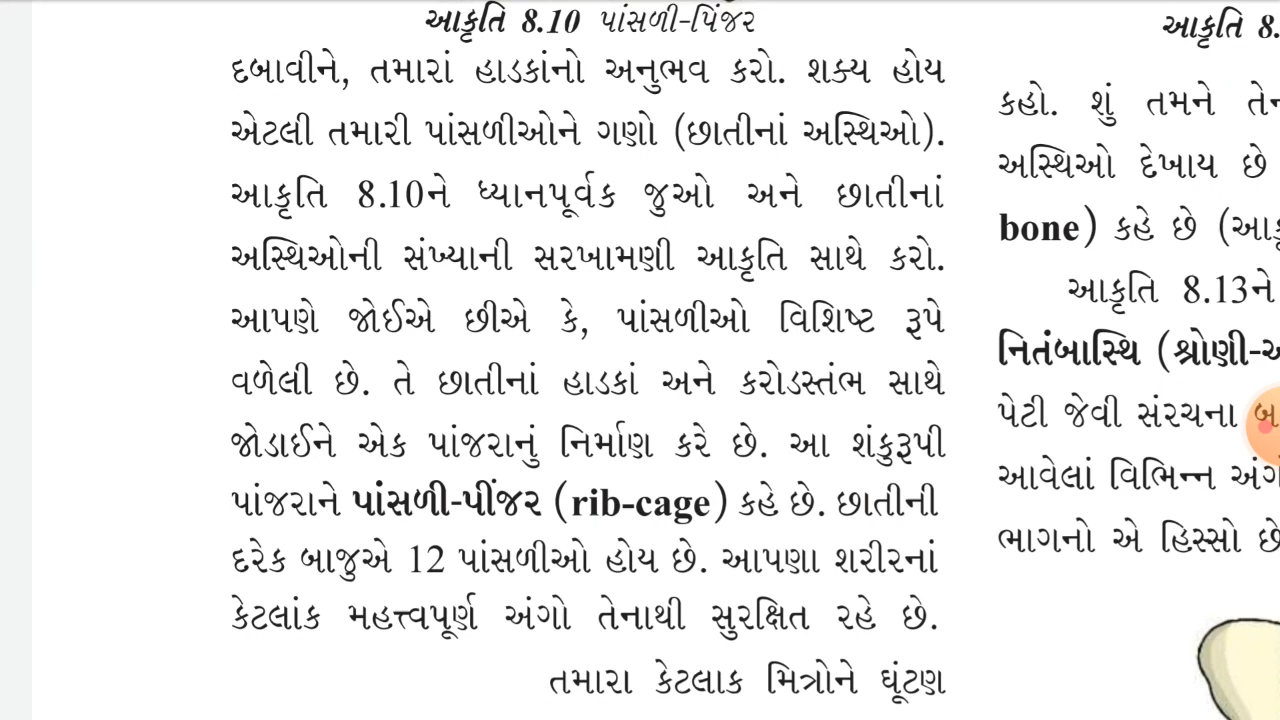 આકૃતિ 8.10 પાંસળી-પિંજર
દબાવીને, તમારાં હાડકાંનો અનુભવ કરો. શક્ય હોય
એટલી તમારી પાંસળીઓને ગણો (છાતીનાં અસ્થિઓ).
આકૃતિ 8.10ને ધ્યાનપૂર્વક જુઓ અને છાતીનાં
અસ્થિઓની સંખ્યાની સરખામણી આકૃતિ સાથે કરો.
આપણે જોઈએ છીએ કે, પાંસળીઓ વિશિષ્ટ રૂપે
વળેલી છે. તે છાતીનાં હાડકાં અને કરોડસ્તંભ સાથે
જોડાઈને એક પાંજરાનું નિર્માણ કરે છે. આ શંકુરૂપી
પાંજરાને પાંસળી-પીંજર (rib-cage) કહે છે. છાતીની
દરેક બાજુએ 12 પાંસળીઓ હોય છે. આપણા શરીરનાં
કેટલાંક મહત્ત્વપૂર્ણ અંગો તેનાથી સુરક્ષિત રહે છે.
તમારા કેટલાક મિત્રોને ઘૂંટણ
આકૃતિ 8.
કહો. શું તમને
અસ્થિઓ દેખાય છે
bone) કહે છે
આકૃતિ 8.13ને
નિતંબાસ્થિ (શ્રોણી-
પેટી જેવી સંરચના
આવેલાં વિભિન્ન
ભાગનો એ હિસ્સો છે